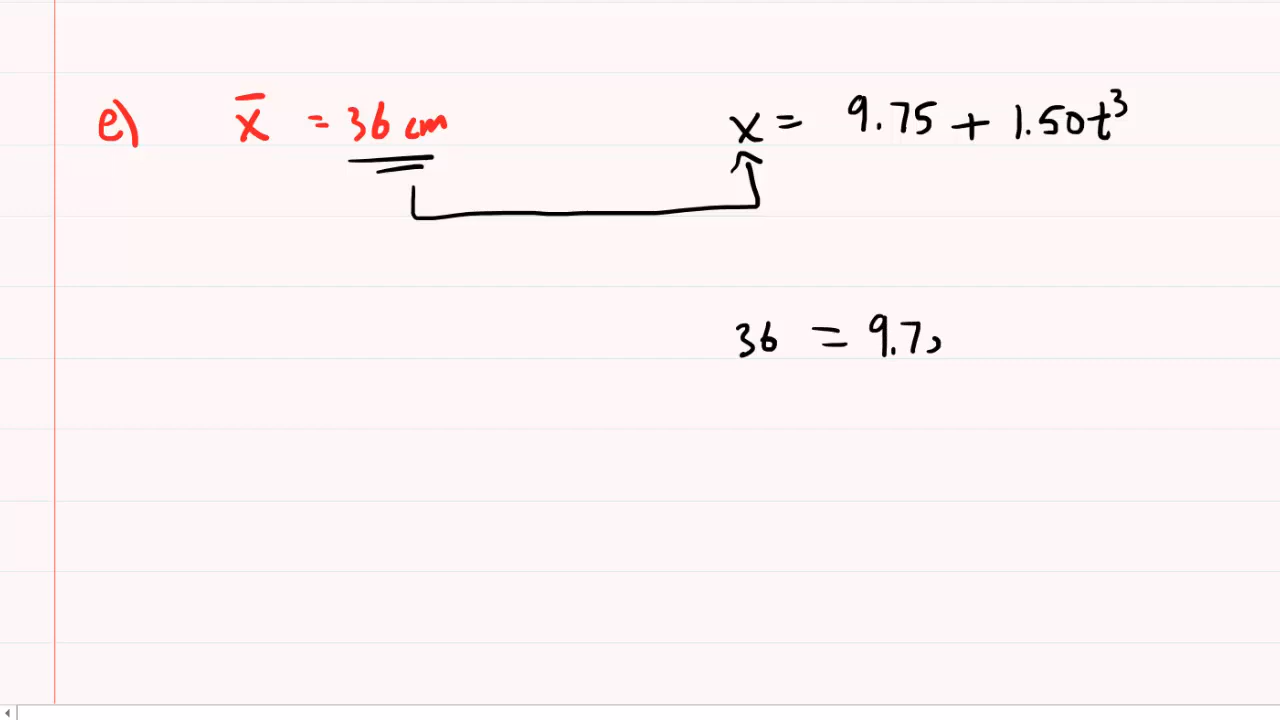 e) x̄ = 36 cm x = 9.75 + 1.50t³
36 = 9.7